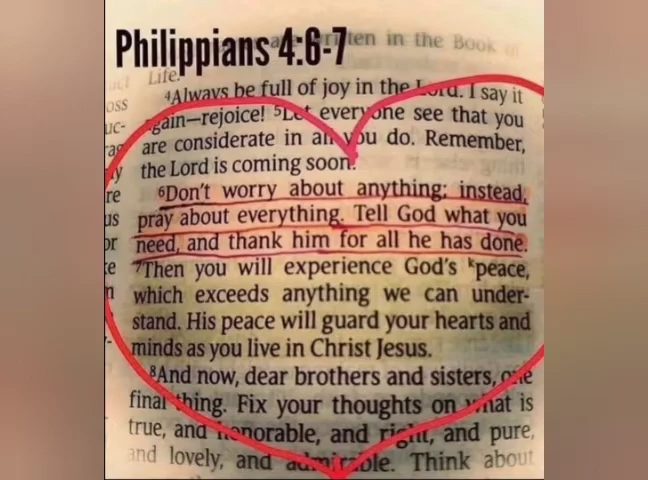 Philippians 4:6-7
ten in the Book of
Life.
⁴Always be full of joy in the Lord. I say it
again—rejoice! ⁵Let everyone see that you
are considerate in all you do. Remember,
the Lord is coming soon.
⁶Don't worry about anything; instead,
pray about everything. Tell God what you
need, and thank him for all he has done.
⁷Then you will experience God's ᵏpeace,
which exceeds anything we can under-
stand. His peace will guard your hearts and
minds as you live in Christ Jesus.
⁸And now, dear brothers and sisters, one
final thing. Fix your thoughts on what is
true, and honorable, and right, and pure,
and lovely, and admirable. Think about